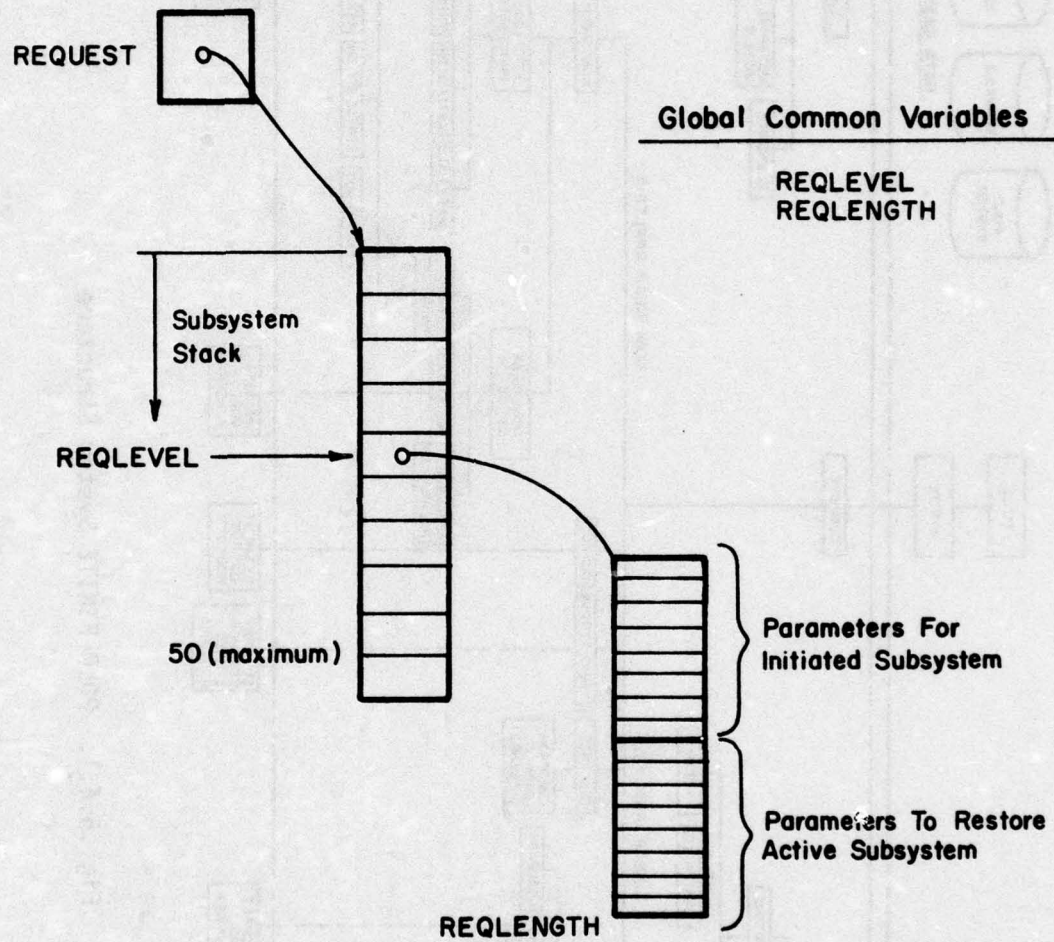 REQUEST
Global Common Variables
REQLEVEL
REQLENGTH
Subsystem
Stack
REQLEVEL
50 (maximum)
Parameters For
Initiated Subsystem
Parameters To Restore
Active Subsystem
REQLENGTH